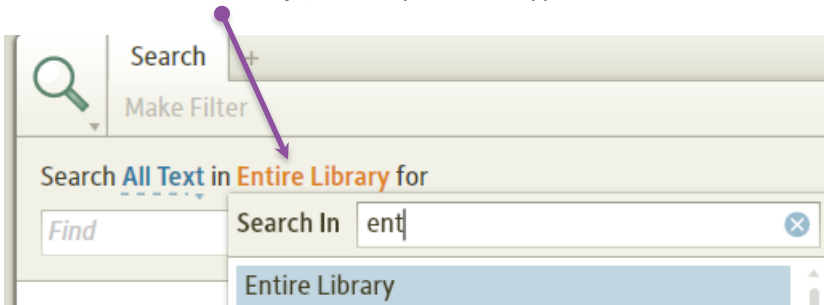 Search +
Make Filter
Search All Text in Entire Library for
Find
Search In ent
Entire Library